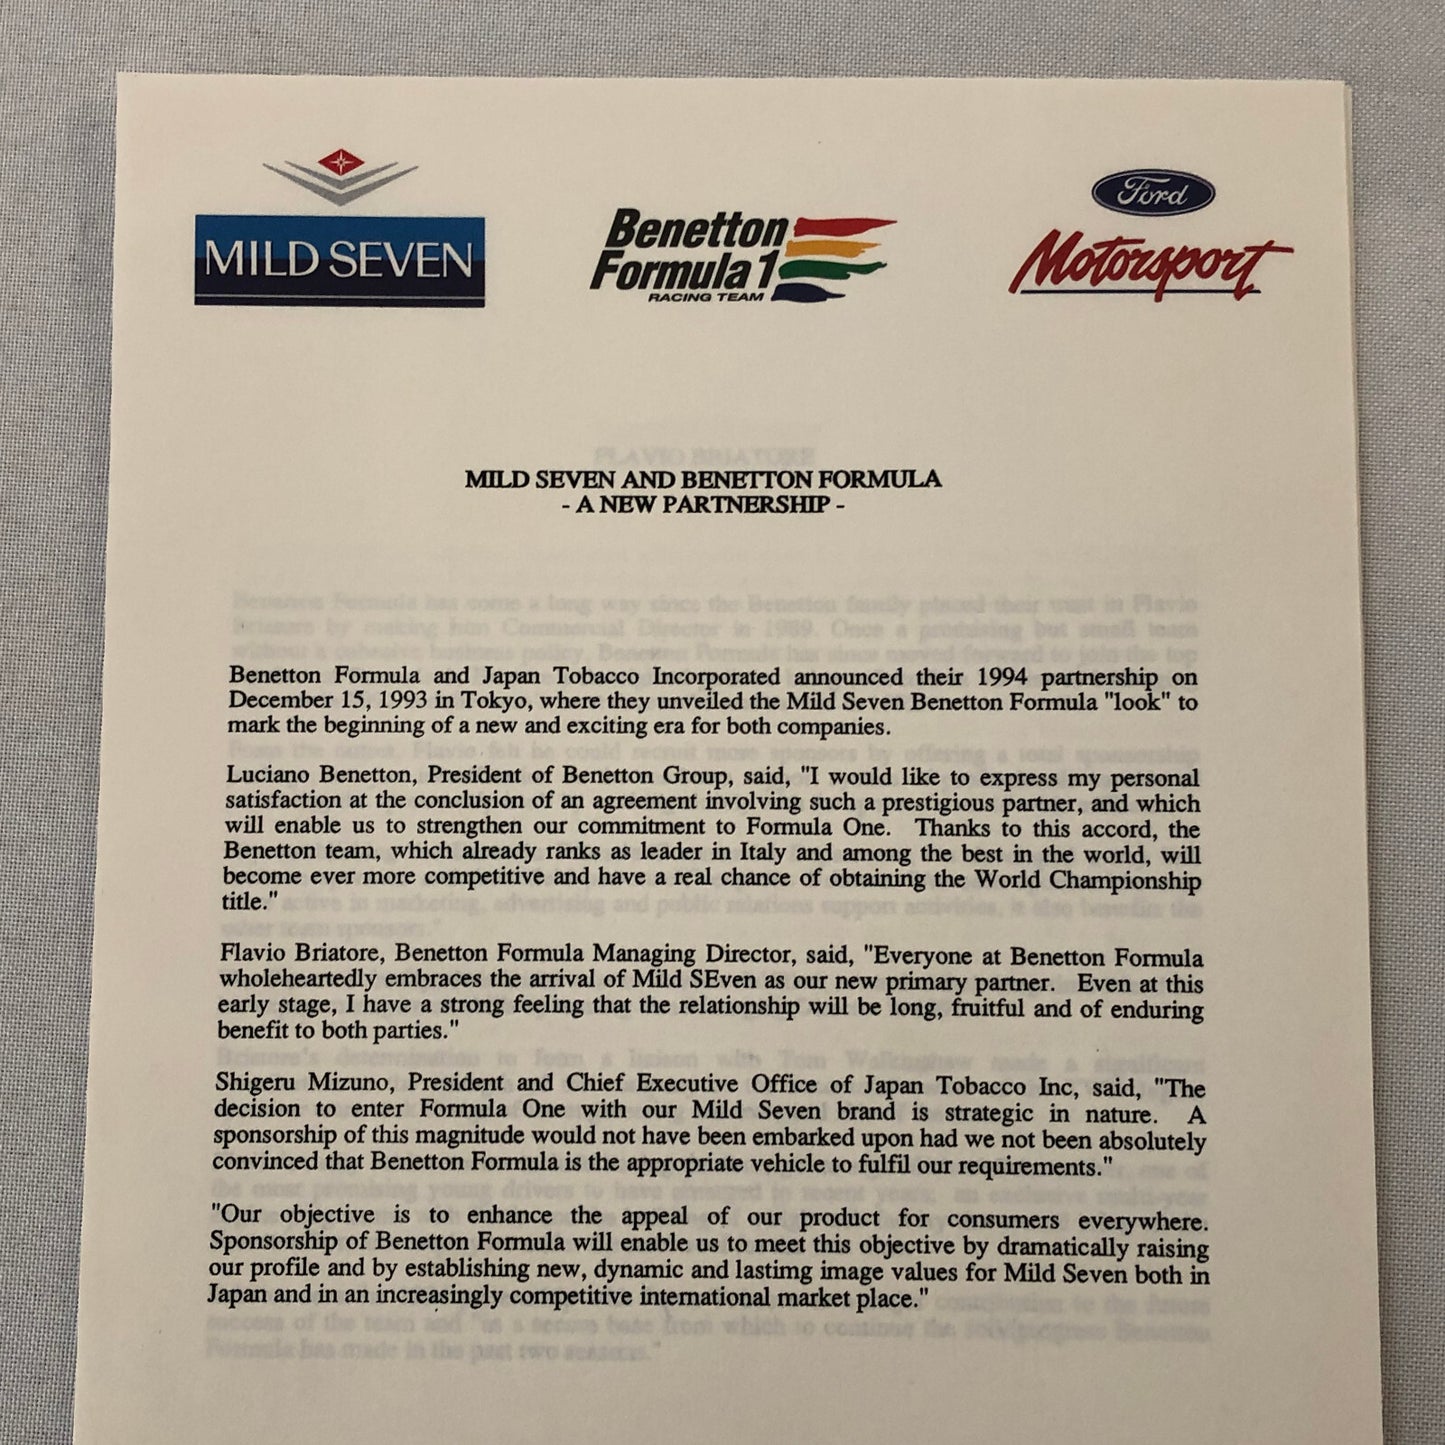 MILD SEVEN
Benetton
Formula 1
RACING TEAM
Ford
Motorsport
MILD SEVEN AND BENETTON FORMULA
- A NEW PARTNERSHIP -
Benetton Formula and Japan Tobacco Incorporated announced their 1994 partnership on
December 15, 1993 in Tokyo, where they unveiled the Mild Seven Benetton Formula "look" to
mark the beginning of a new and exciting era for both companies.
Luciano Benetton, President of Benetton Group, said, "I would like to express my personal
satisfaction at the conclusion of an agreement involving such a prestigious partner, and which
will enable us to strengthen our commitment to Formula One. Thanks to this accord, the
Benetton team, which already ranks as leader in Italy and among the best in the world, will
become ever more competitive and have a real chance of obtaining the World Championship
title."
Flavio Briatore, Benetton Formula Managing Director, said, "Everyone at Benetton Formula
wholeheartedly embraces the arrival of Mild SEven as our new primary partner. Even at this
early stage, I have a strong feeling that the relationship will be long, fruitful and of enduring
benefit to both parties."
Shigeru Mizuno, President and Chief Executive Office of Japan Tobacco Inc, said, "The
decision to enter Formula One with our Mild Seven brand is strategic in nature. A
sponsorship of this magnitude would not have been embarked upon had we not been absolutely
convinced that Benetton Formula is the appropriate vehicle to fulfil our requirements."
"Our objective is to enhance the appeal of our product for consumers everywhere.
Sponsorship of Benetton Formula will enable us to meet this objective by dramatically raising
our profile and by establishing new, dynamic and lastimg image values for Mild Seven both in
Japan and in an increasingly competitive international market place."